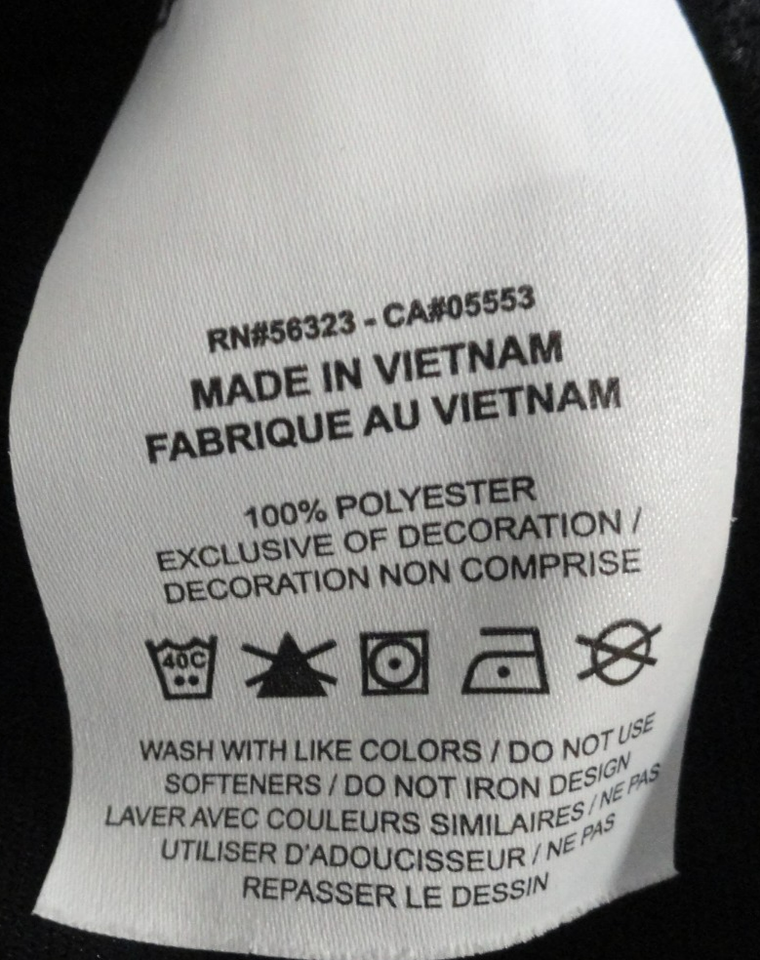 RN#56323 - CA#05553
MADE IN VIETNAM
FABRIQUE AU VIETNAM
100% POLYESTER
EXCLUSIVE OF DECORATION /
DECORATION NON COMPRISE
40C
WASH WITH LIKE COLORS / DO NOT USE
SOFTENERS / DO NOT IRON DESIGN
LAVER AVEC COULEURS SIMILAIRES / NE PAS
UTILISER D'ADOUCISSEUR / NE PAS
REPASSER LE DESSIN